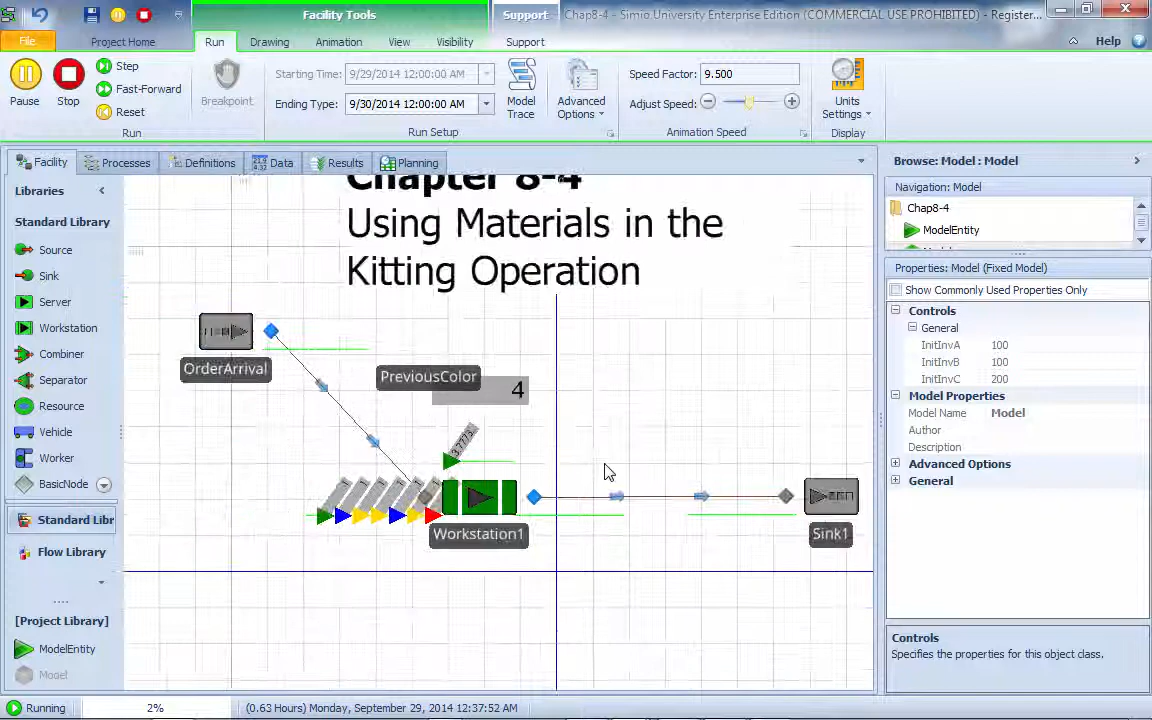 Facility Tools
Support
Chap8-4 - Simio University Enterprise Edition (COMMERCIAL USE PROHIBITED) - Register...
File
Project Home
Run
Drawing
Animation
View
Visibility
Support
Help
Pause
Stop
Step
Fast-Forward
Reset
Run
Breakpoint
Starting Time: 9/29/2014 12:00:00 AM
Ending Type: 9/30/2014 12:00:00 AM
Run Setup
Model Trace
Advanced Options
Speed Factor: 9.500
Adjust Speed:
Animation Speed
Units Settings
Display
Facility
Processes
Definitions
Data
Results
Planning
Libraries
Standard Library
Source
Sink
Server
Workstation
Combiner
Separator
Resource
Vehicle
Worker
BasicNode
Standard Libr
Flow Library
[Project Library]
ModelEntity
Model
Chapter 8-4
Using Materials in the
Kitting Operation
OrderArrival
PreviousColor
4
Workstation1
Sink1
Browse: Model : Model
Navigation: Model
Chap8-4
ModelEntity
Properties: Model (Fixed Model)
Show Commonly Used Properties Only
Controls
General
InitInvA 100
InitInvB 100
InitInvC 200
Model Properties
Model Name Model
Author
Description
Advanced Options
General
Controls
Specifies the properties for this object class.
Running
2%
(0.63 Hours) Monday, September 29, 2014 12:37:52 AM